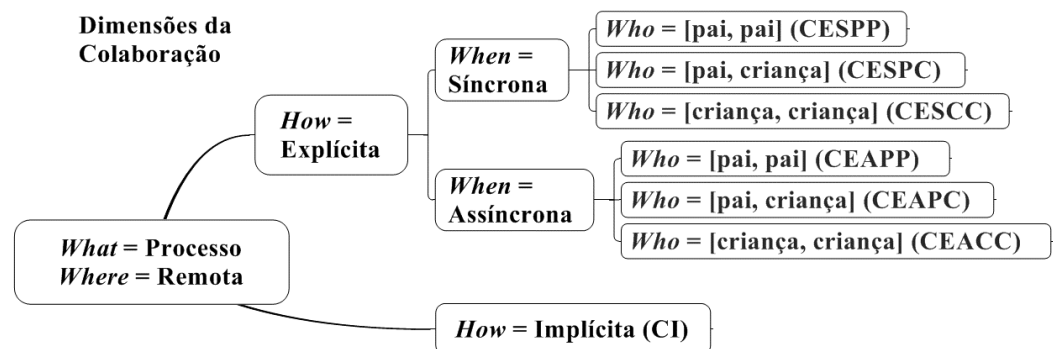 Dimensões da
Colaboração
What = Processo
Where = Remota
How =
Explícita
When =
Síncrona
Who = [pai, pai] (CESPP)
Who = [pai, criança] (CESPC)
Who = [criança, criança] (CESCC)
When =
Assíncrona
Who = [pai, pai] (CEAPP)
Who = [pai, criança] (CEAPC)
Who = [criança, criança] (CEACC)
How = Implícita (CI)